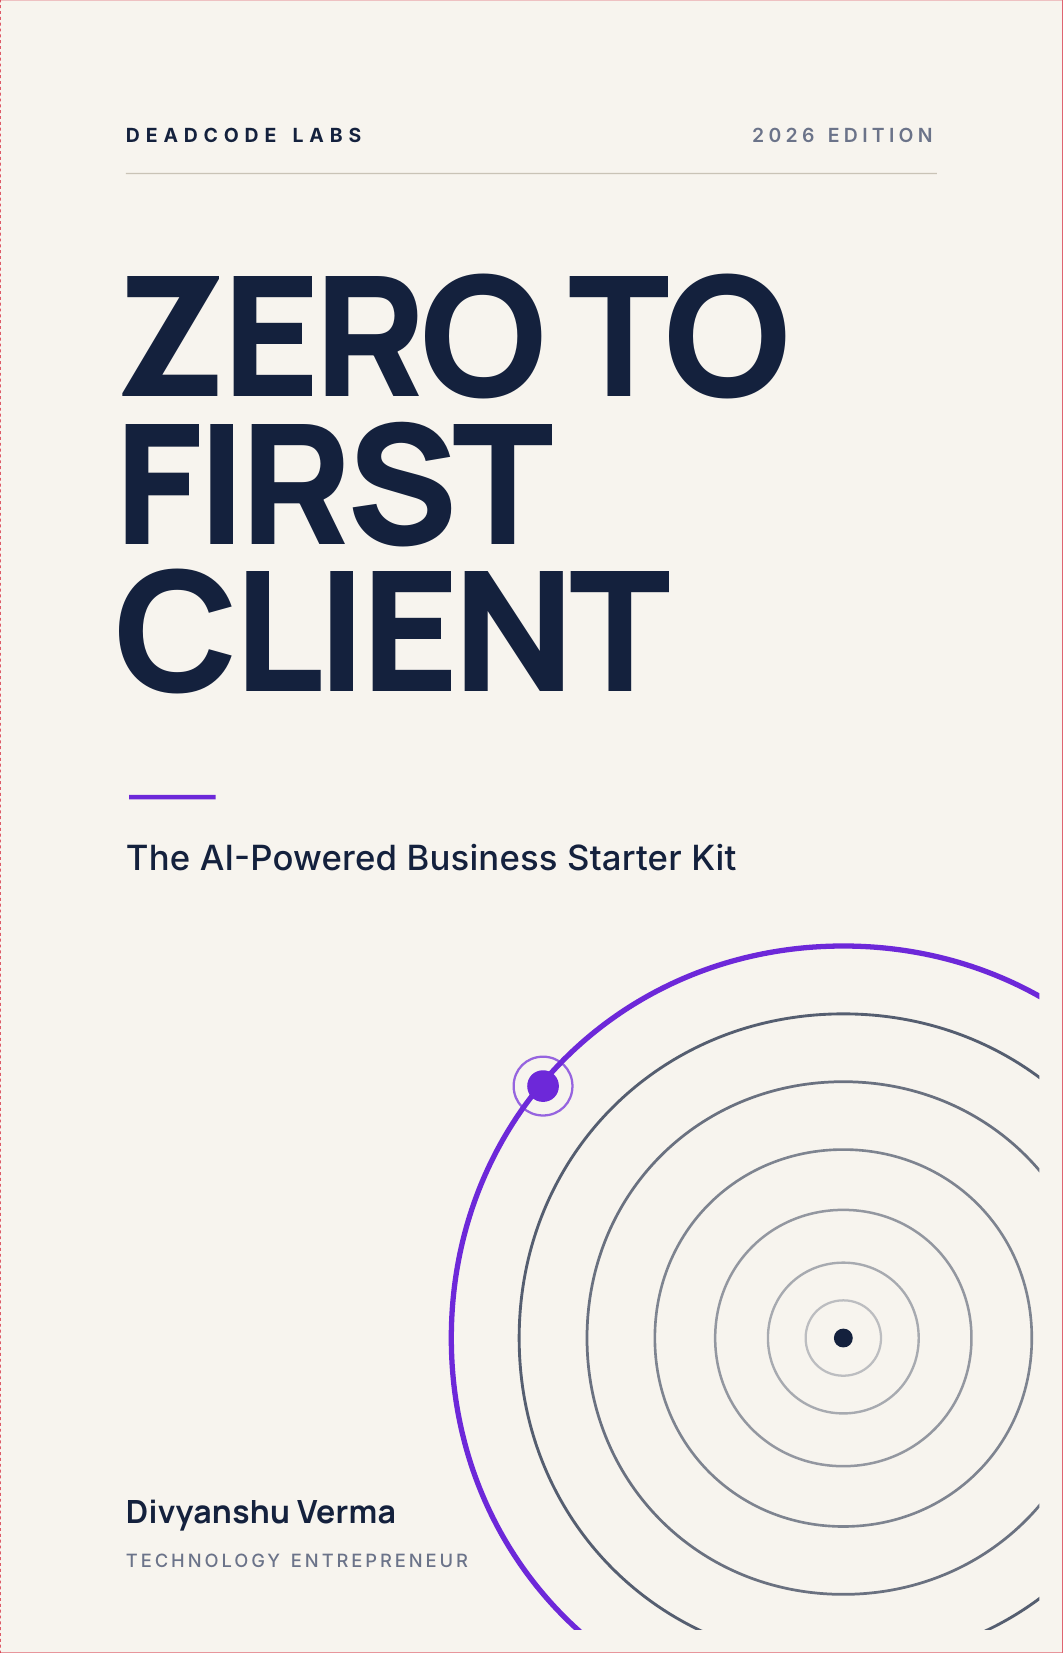 DEADCODE LABS
2026 EDITION
ZERO TO
FIRST
CLIENT
The AI-Powered Business Starter Kit
Divyanshu Verma
TECHNOLOGY ENTREPRENEUR